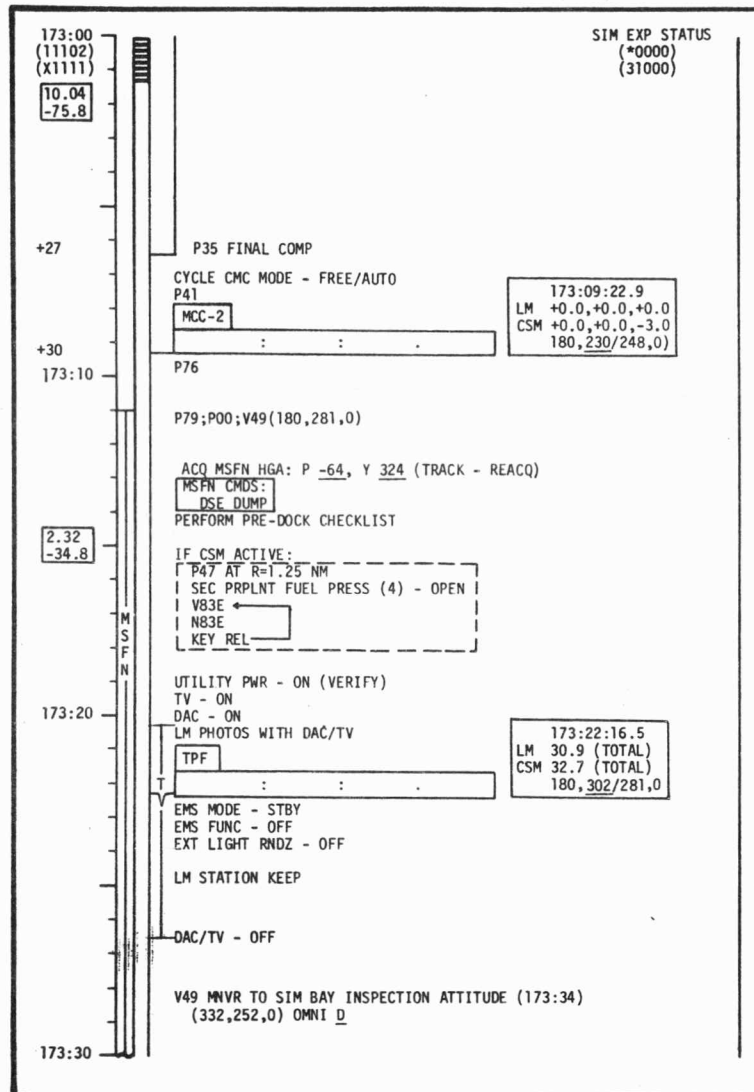 173:00
(11102)
(X1111)
SIM EXP STATUS
(*0000)
(31000)
10.04
-75.8
+27
P35 FINAL COMP
CYCLE CMC MODE - FREE/AUTO
P41
MCC-2
: : .
173:09:22.9
LM +0.0,+0.0,+0.0
CSM +0.0,+0.0,-3.0
180,230/248,0)
+30
173:10
P76
P79;P00;V49(180,281,0)
ACQ MSFN HGA: P -64, Y 324 (TRACK - REACQ)
MSFN CMDS:
DSE DUMP
PERFORM PRE-DOCK CHECKLIST
2.32
-34.8
IF CSM ACTIVE:
P47 AT R=1.25 NM
SEC PRPLNT FUEL PRESS (4) - OPEN
V83E
N83E
KEY REL
MSFN
UTILITY PWR - ON (VERIFY)
TV - ON
173:20
DAC - ON
LM PHOTOS WITH DAC/TV
TPF
: : .
173:22:16.5
LM 30.9 (TOTAL)
CSM 32.7 (TOTAL)
180,302/281,0
T
V
EMS MODE - STBY
EMS FUNC - OFF
EXT LIGHT RNDZ - OFF
LM STATION KEEP
DAC/TV - OFF
V49 MNVR TO SIM BAY INSPECTION ATTITUDE (173:34)
(332,252,0) OMNI D
173:30